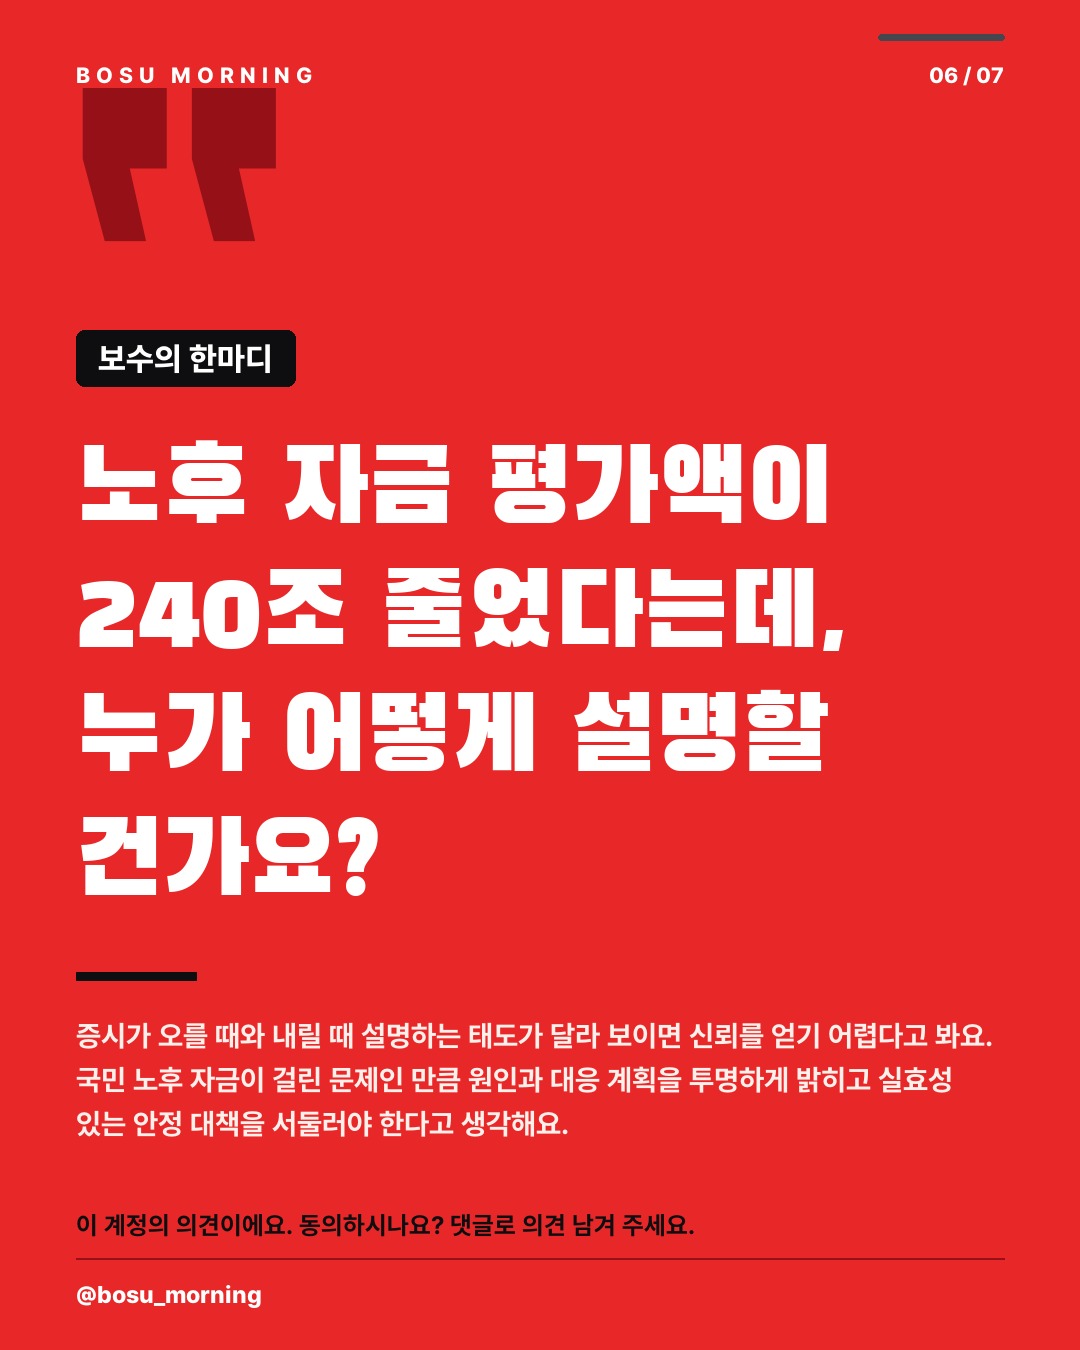 BOSU MORNING
06 / 07
보수의 한마디
노후 자금 평가액이
240조 줄었다는데,
누가 어떻게 설명할
건가요?
증시가 오를 때와 내릴 때 설명하는 태도가 달라 보이면 신뢰를 얻기 어렵다고 봐요.
국민 노후 자금이 걸린 문제인 만큼 원인과 대응 계획을 투명하게 밝히고 실효성
있는 안정 대책을 서둘러야 한다고 생각해요.
이 계정의 의견이에요. 동의하시나요? 댓글로 의견 남겨 주세요.
@bosu_morning